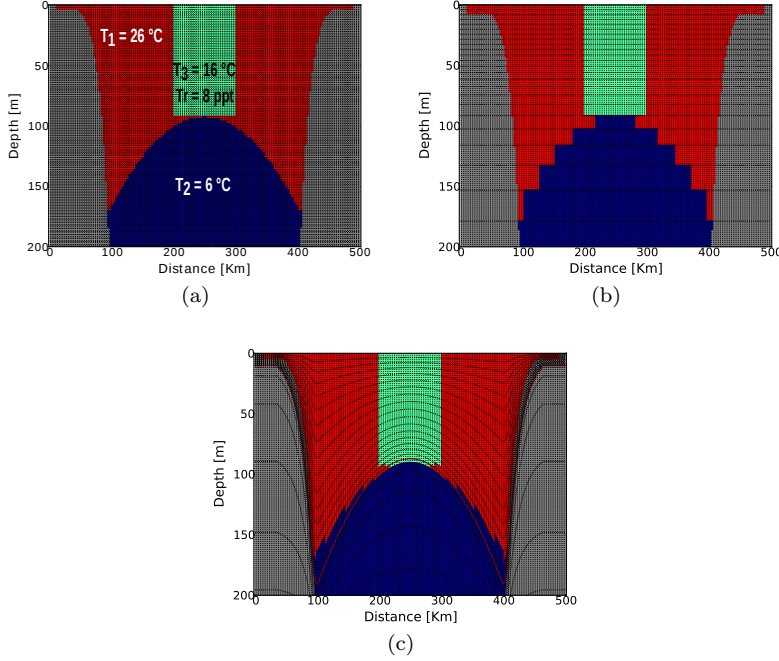 0
50
100
150
200
Depth [m]
T1 = 26 °C
T3 = 16 °C
Tr = 8 ppt
T2 = 6 °C
0 100 200 300 400 500
Distance [Km]
(a)
0
50
100
150
200
Depth [m]
0 100 200 300 400 500
Distance [Km]
(b)
0
50
100
150
200
Depth [m]
0 100 200 300 400 500
Distance [Km]
(c)